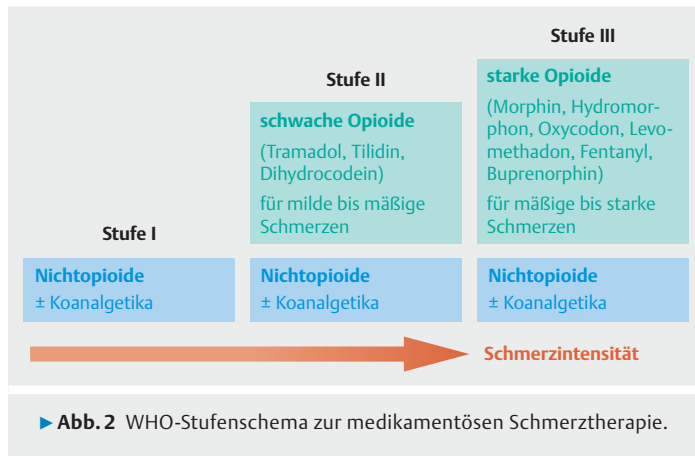 Stufe III
starke Opioide
(Morphin, Hydromor-
phon, Oxycodon, Levo-
methadon, Fentanyl,
Buprenorphin)
für mäßige bis starke
Schmerzen
Stufe II
schwache Opioide
(Tramadol, Tilidin,
Dihydrocodein)
für milde bis mäßige
Schmerzen
Stufe I
Nichtopioide
± Koanalgetika
Nichtopioide
± Koanalgetika
Nichtopioide
± Koanalgetika
Schmerzintensität
▶ Abb. 2 WHO-Stufenschema zur medikamentösen Schmerztherapie.